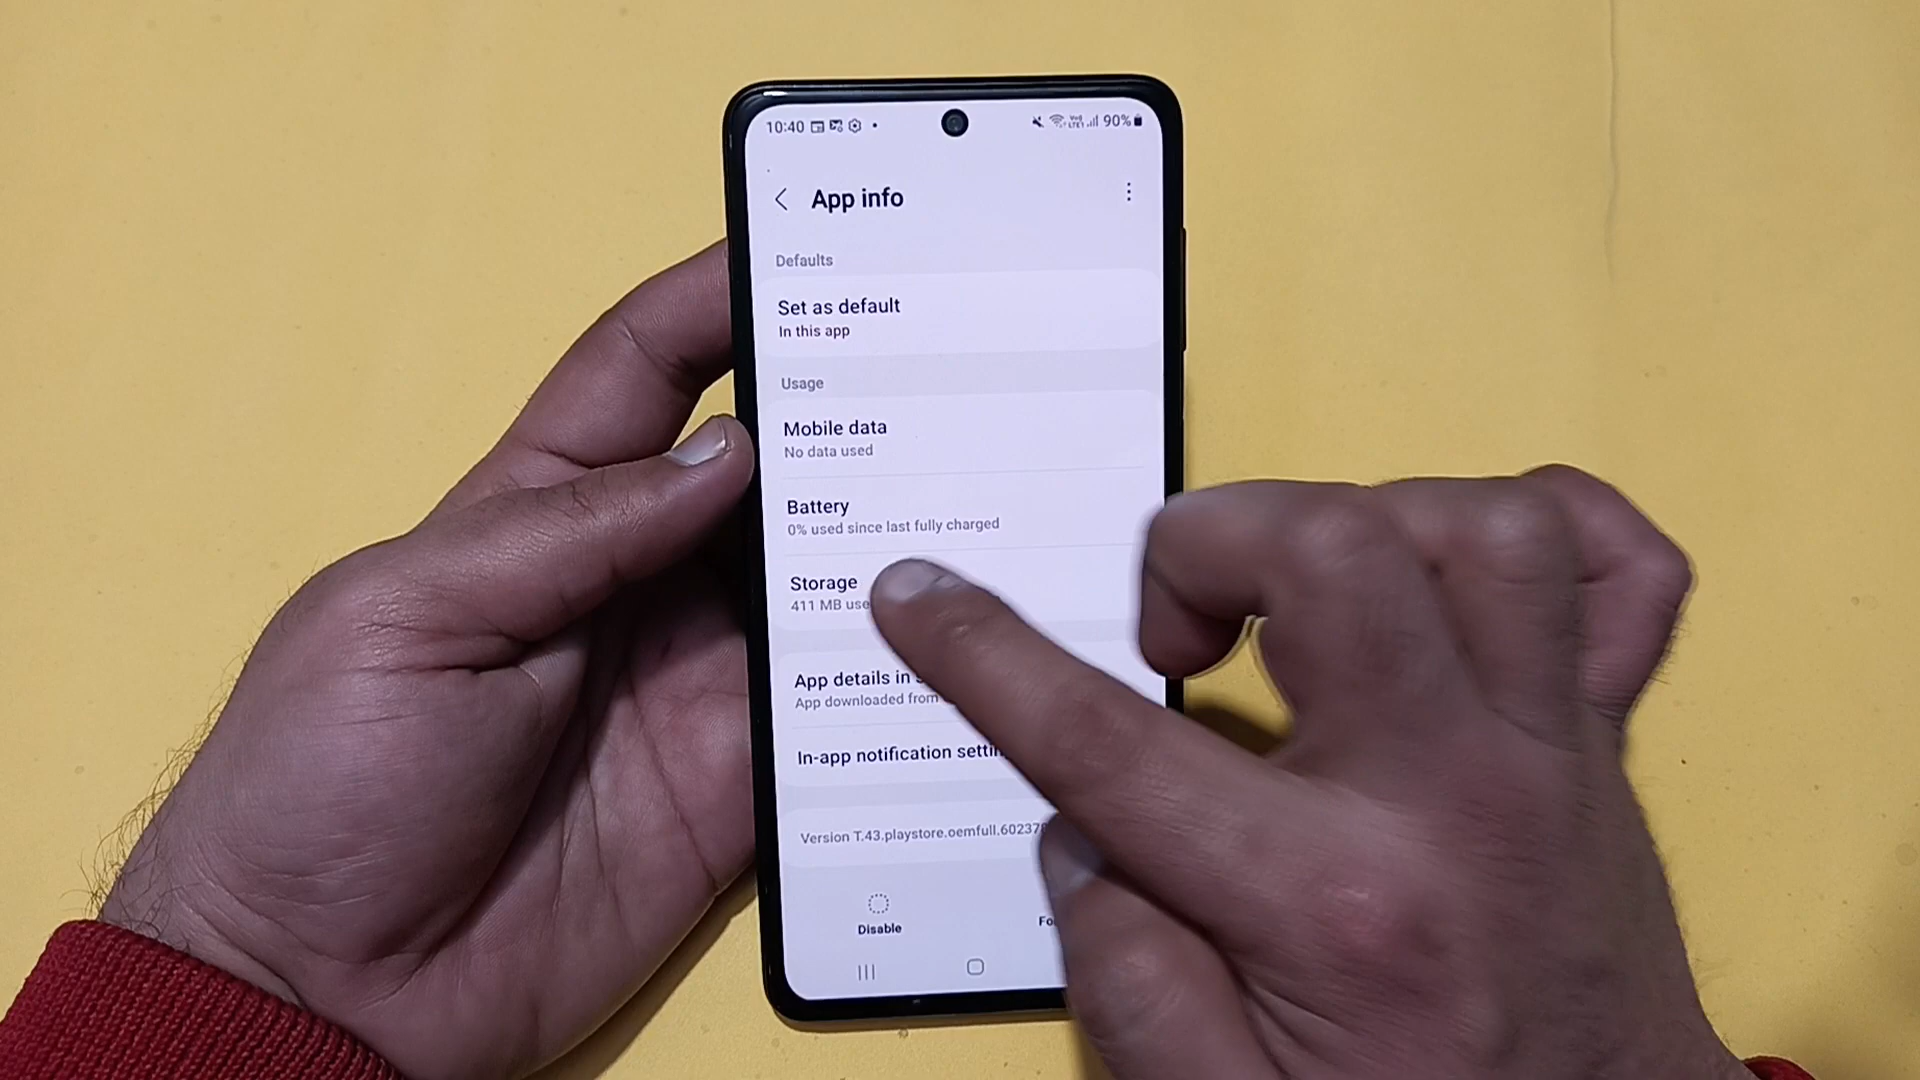 10:40
90%
App info
Defaults
Set as default
In this app
Usage
Mobile data
No data used
Battery
0% used since last fully charged
Storage
411 MB use
App details in
App downloaded from
In-app notification settin
Version T.43.playstore.oemfull.60237
Disable
Fo